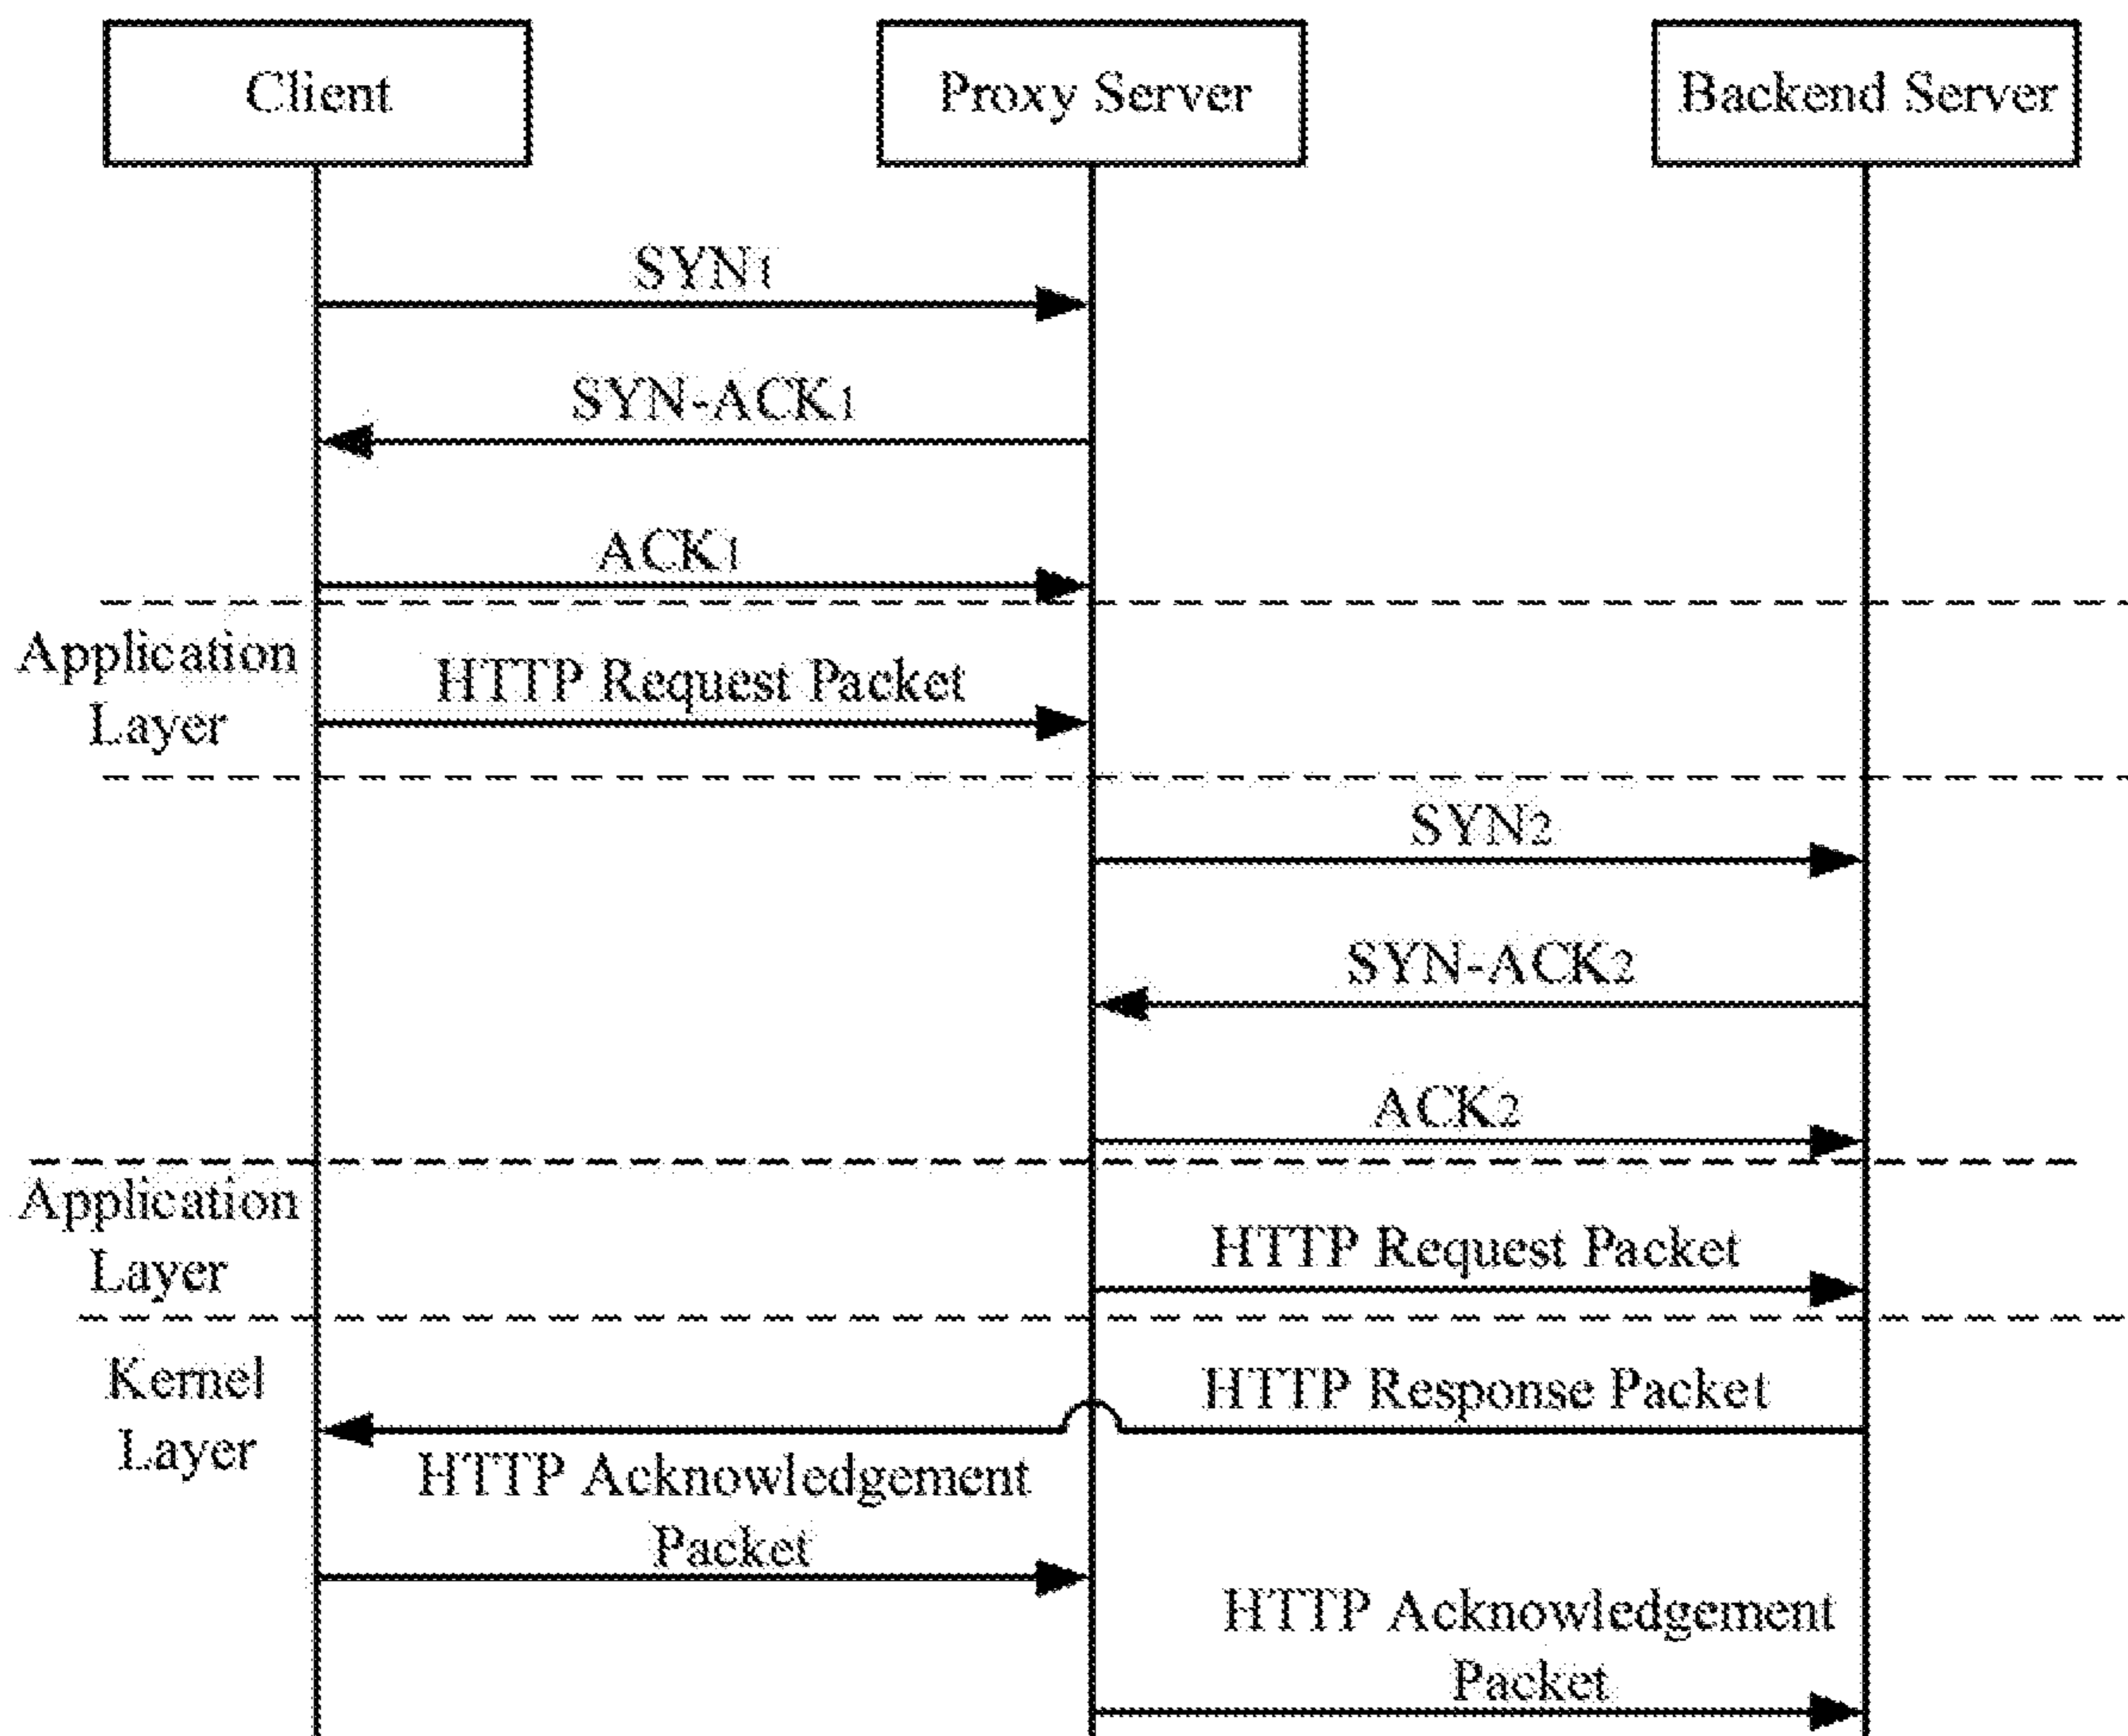 Client
Proxy Server
Backend Server
SYN1
SYN-ACK1
ACK1
Application
Layer
HTTP Request Packet
SYN2
SYN-ACK2
ACK2
Application
Layer
HTTP Request Packet
Kernel
Layer
HTTP Response Packet
HTTP Acknowledgement
Packet
HTTP Acknowledgement
Packet